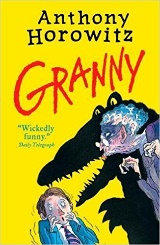 Anthony
Horowitz
GRANNY
“Wickedly
funny.”
Daily Telegraph